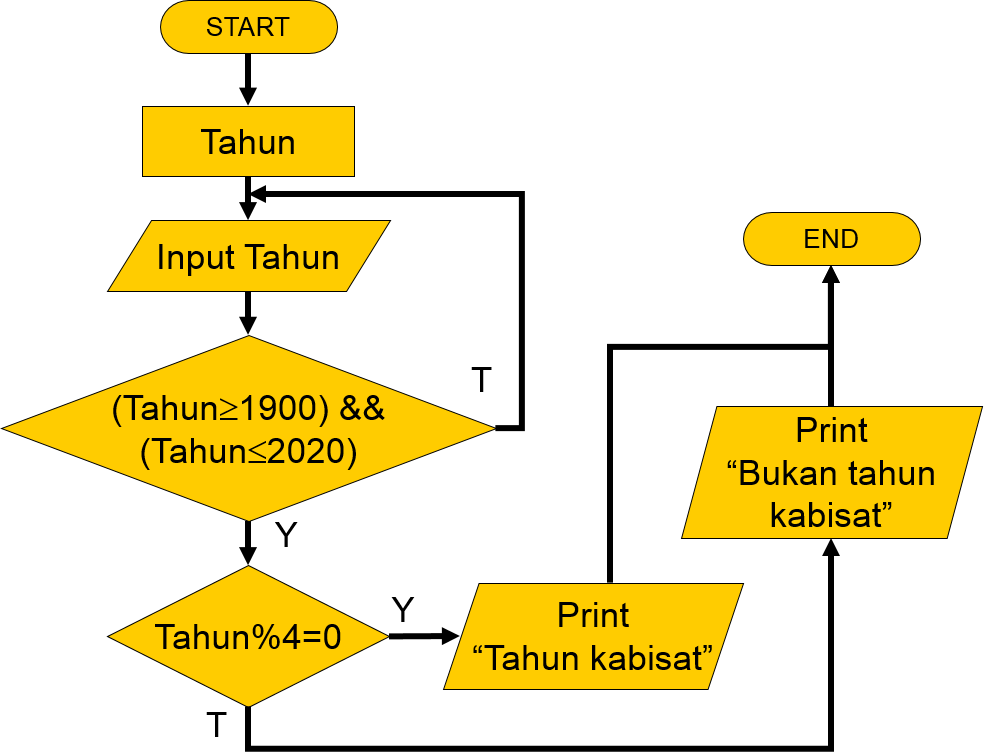 START
Tahun
Input Tahun
(Tahun≥1900) &&
(Tahun≤2020)
T
Y
Tahun%4=0
Y
T
Print
“Tahun kabisat”
Print
“Bukan tahun
kabisat”
END